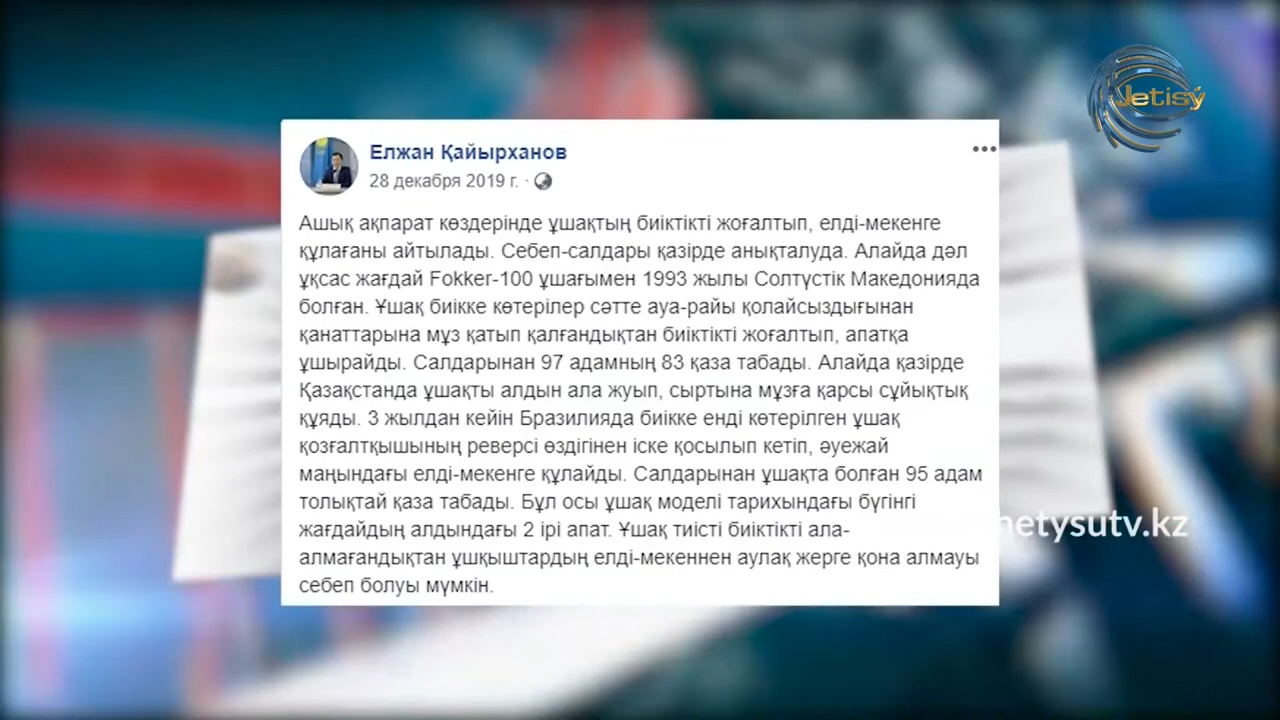 Jetisý
Елжан Қайырханов
28 декабря 2019 г. ·
Ашық ақпарат көздерінде ұшақтың биіктікті жоғалтып, елді-мекенге
құлағаны айтылады. Себеп-салдары қазірде анықталуда. Алайда дәл
ұқсас жағдай Fokker-100 ұшағымен 1993 жылы Солтүстік Македонияда
болған. Ұшақ биікке көтерілер сәтте ауа-райы қолайсыздығынан
қанаттарына мұз қатып қалғандықтан биіктікті жоғалтып, апатқа
ұшырайды. Салдарынан 97 адамның 83 қаза табады. Алайда қазірде
Қазақстанда ұшақты алдын ала жуып, сыртына мұзға қарсы сұйықтық
құяды. 3 жылдан кейін Бразилияда биікке енді көтерілген ұшақ
қозғалтқышының реверсі өздігінен іске қосылып кетіп, әуежай
маңындағы елді-мекенге құлайды. Салдарынан ұшақта болған 95 адам
толықтай қаза табады. Бұл осы ұшақ моделі тарихындағы бүгінгі
жағдайдың алдындағы 2 ірі апат. Ұшақ тиісті биіктікті ала-
алмағандықтан ұшқыштардың елді-мекеннен аулақ жерге қона алмауы
себеп болуы мүмкін.